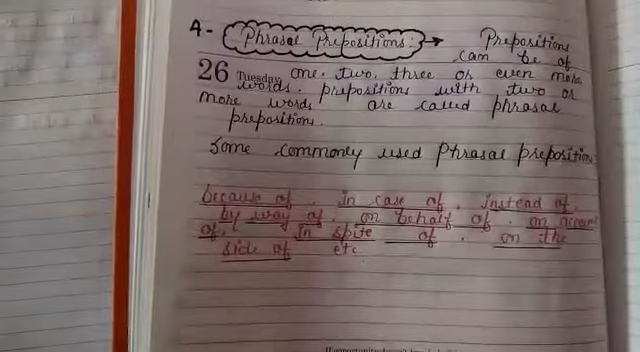 4 - Phrasal Prepositions : → Prepositions
can be of
26 Tuesday one, two, three or even more
words. prepositions with two or
more words are called phrasal
prepositions.
Some commonly used Phrasal preposition
because of , in case of , instead of ,
by way of , on behalf of , on account
of , In spite of , on the
side of etc